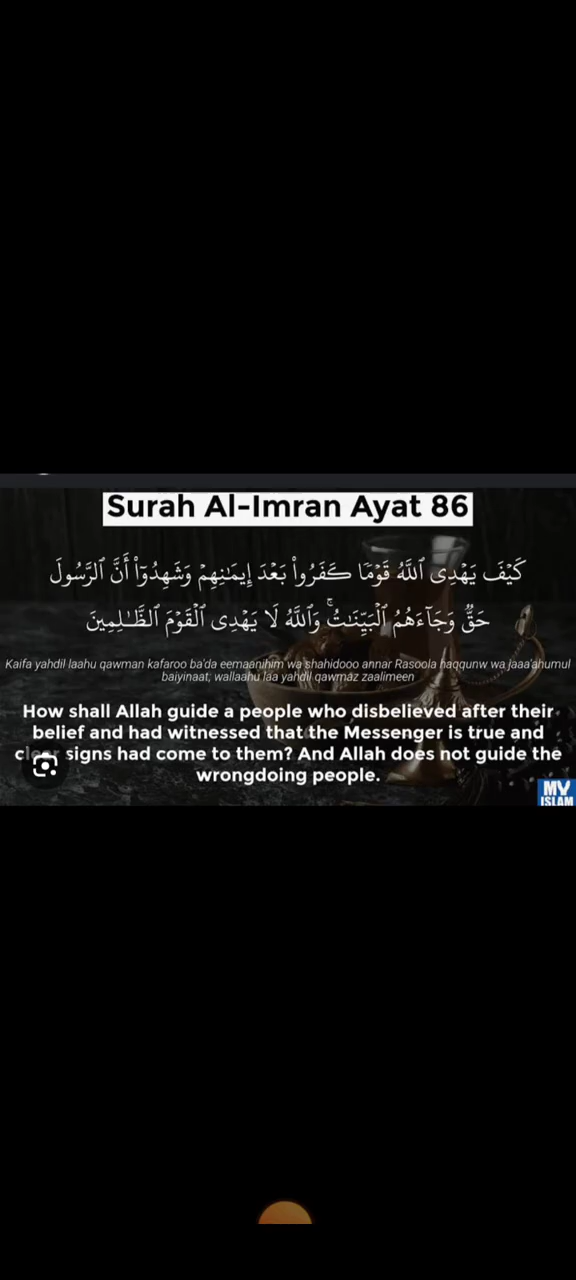 Surah Al-Imran Ayat 86
كَيْفَ يَهْدِى ٱللَّهُ قَوْمًا كَفَرُوا۟ بَعْدَ إِيمَـٰنِهِمْ وَشَهِدُوٓا۟ أَنَّ ٱلرَّسُولَ
حَقٌّ وَجَآءَهُمُ ٱلْبَيِّنَـٰتُ ۚ وَٱللَّهُ لَا يَهْدِى ٱلْقَوْمَ ٱلظَّـٰلِمِينَ
Kaifa yahdil laahu qawman kafaroo ba'da eemaanihim wa shahidooo annar Rasoola haqqunw wa jaaa'ahumul
baiyinaat; wallaahu laa yahdil qawmaz zaalimeen
How shall Allah guide a people who disbelieved after their
belief and had witnessed that the Messenger is true and
clear signs had come to them? And Allah does not guide the
wrongdoing people.
MY
ISLAM